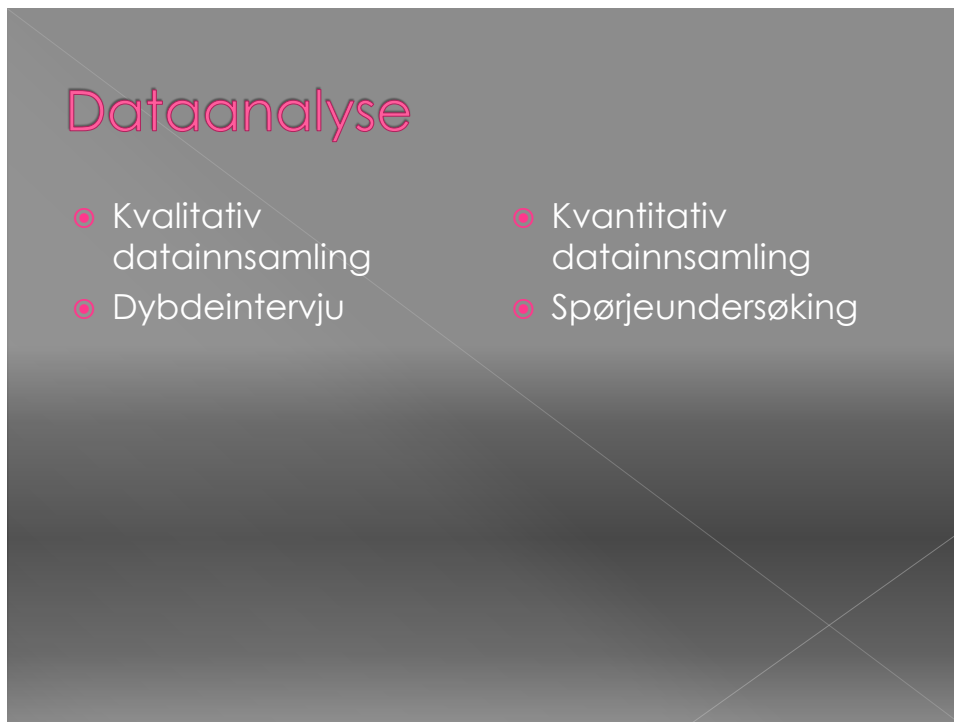 Dataanalyse
Kvalitativ
datainnsamling
Dybdeintervju
Kvantitativ
datainnsamling
Spørjeundersøking